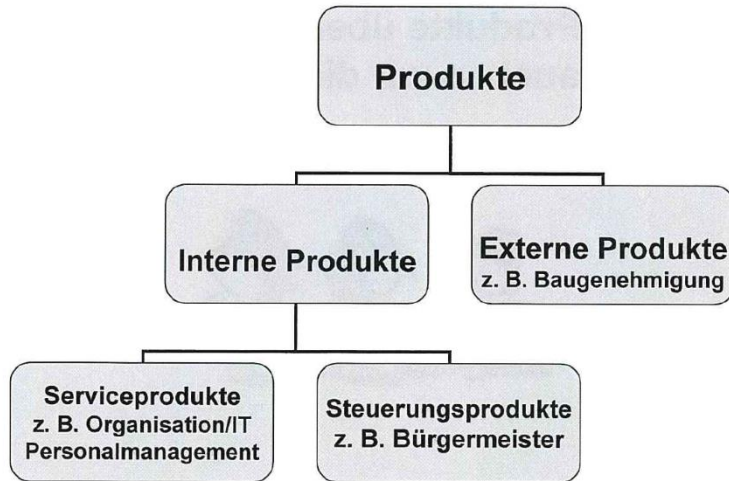 Produkte
Interne Produkte
Externe Produkte
z. B. Baugenehmigung
Serviceprodukte
z. B. Organisation/IT
Personalmanagement
Steuerungsprodukte
z. B. Bürgermeister